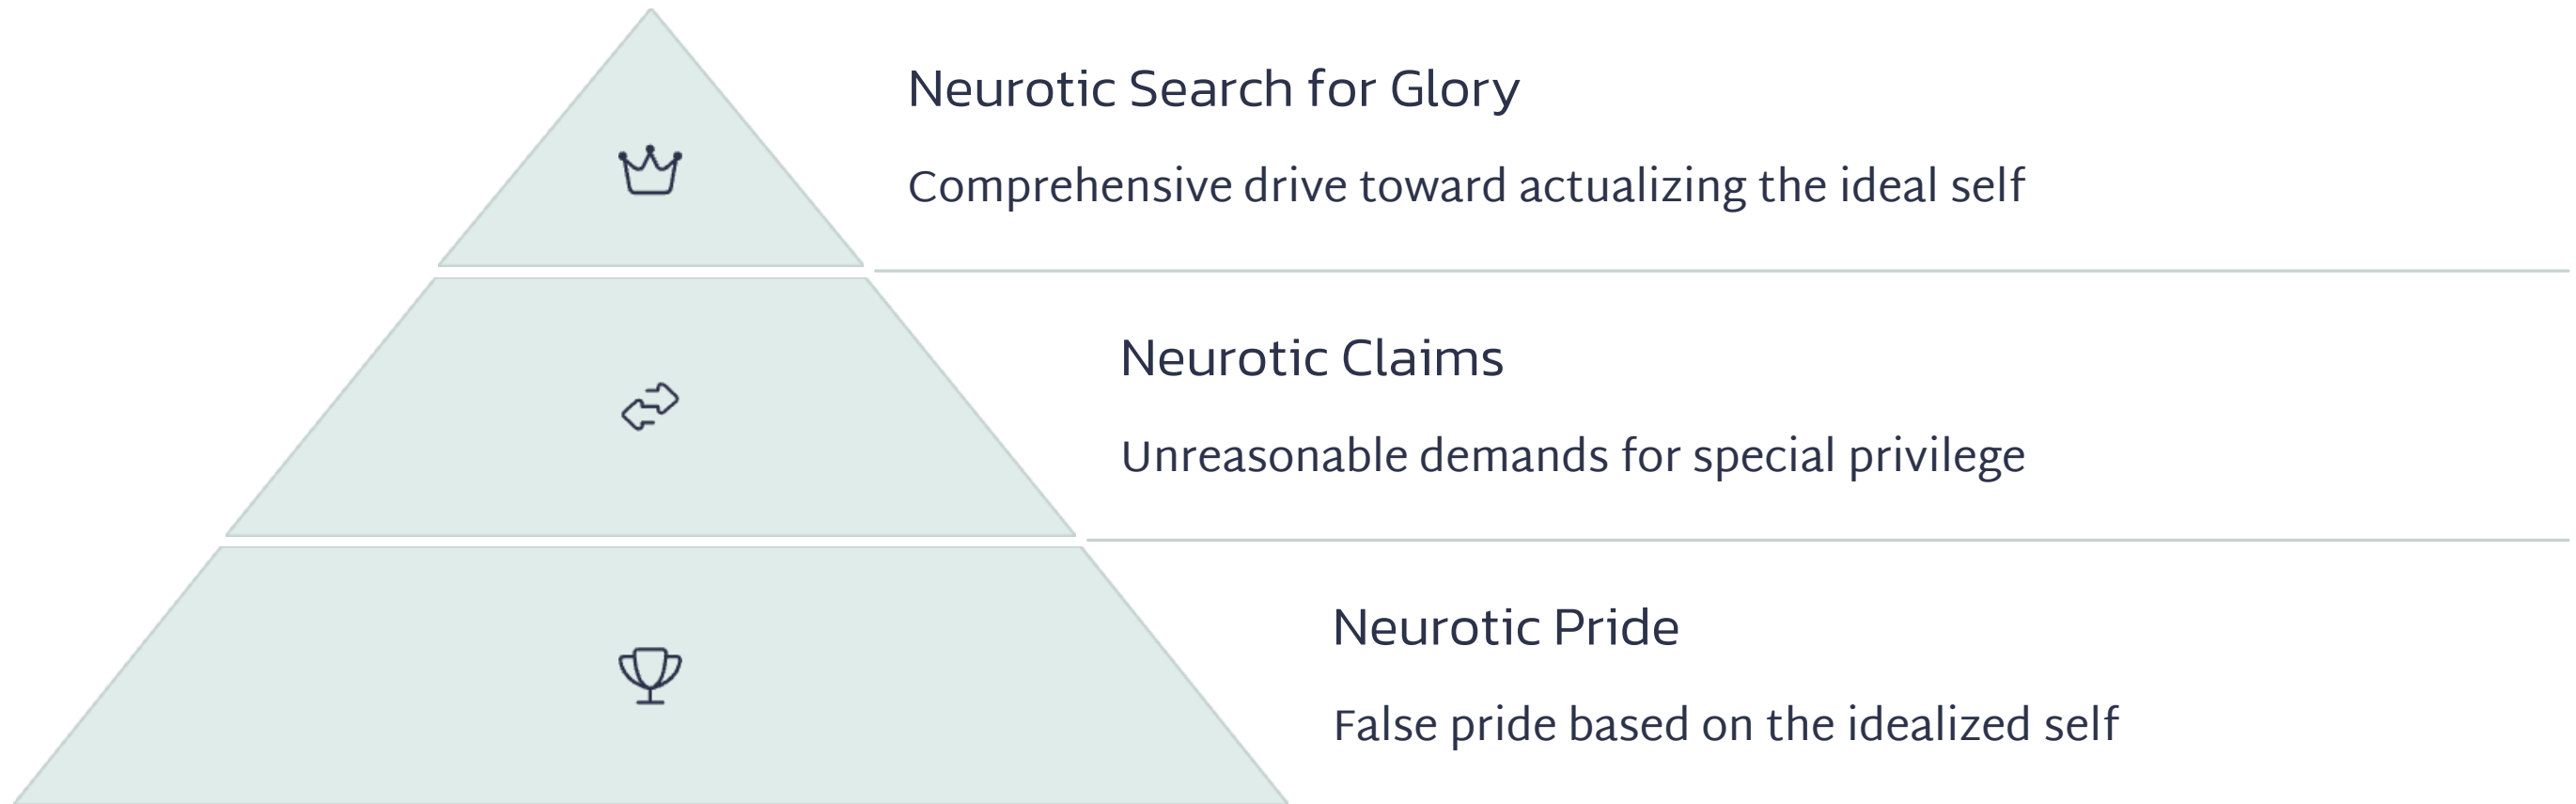 Neurotic Search for Glory
Comprehensive drive toward actualizing the ideal self
Neurotic Claims
Unreasonable demands for special privilege
Neurotic Pride
False pride based on the idealized self